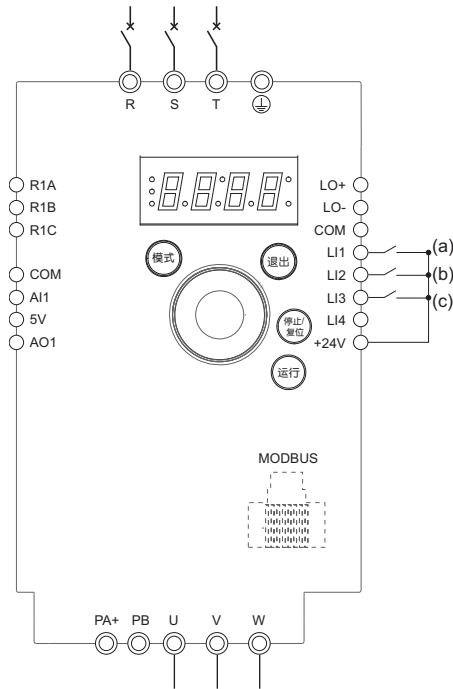 R S T
R1A
R1B
R1C
COM
AI1
5V
AO1
8888
模式
退出
停止/
复位
运行
LO+
LO-
COM
LI1
LI2
LI3
LI4
+24V
(a)
(b)
(c)
MODBUS
PA+ PB U V W